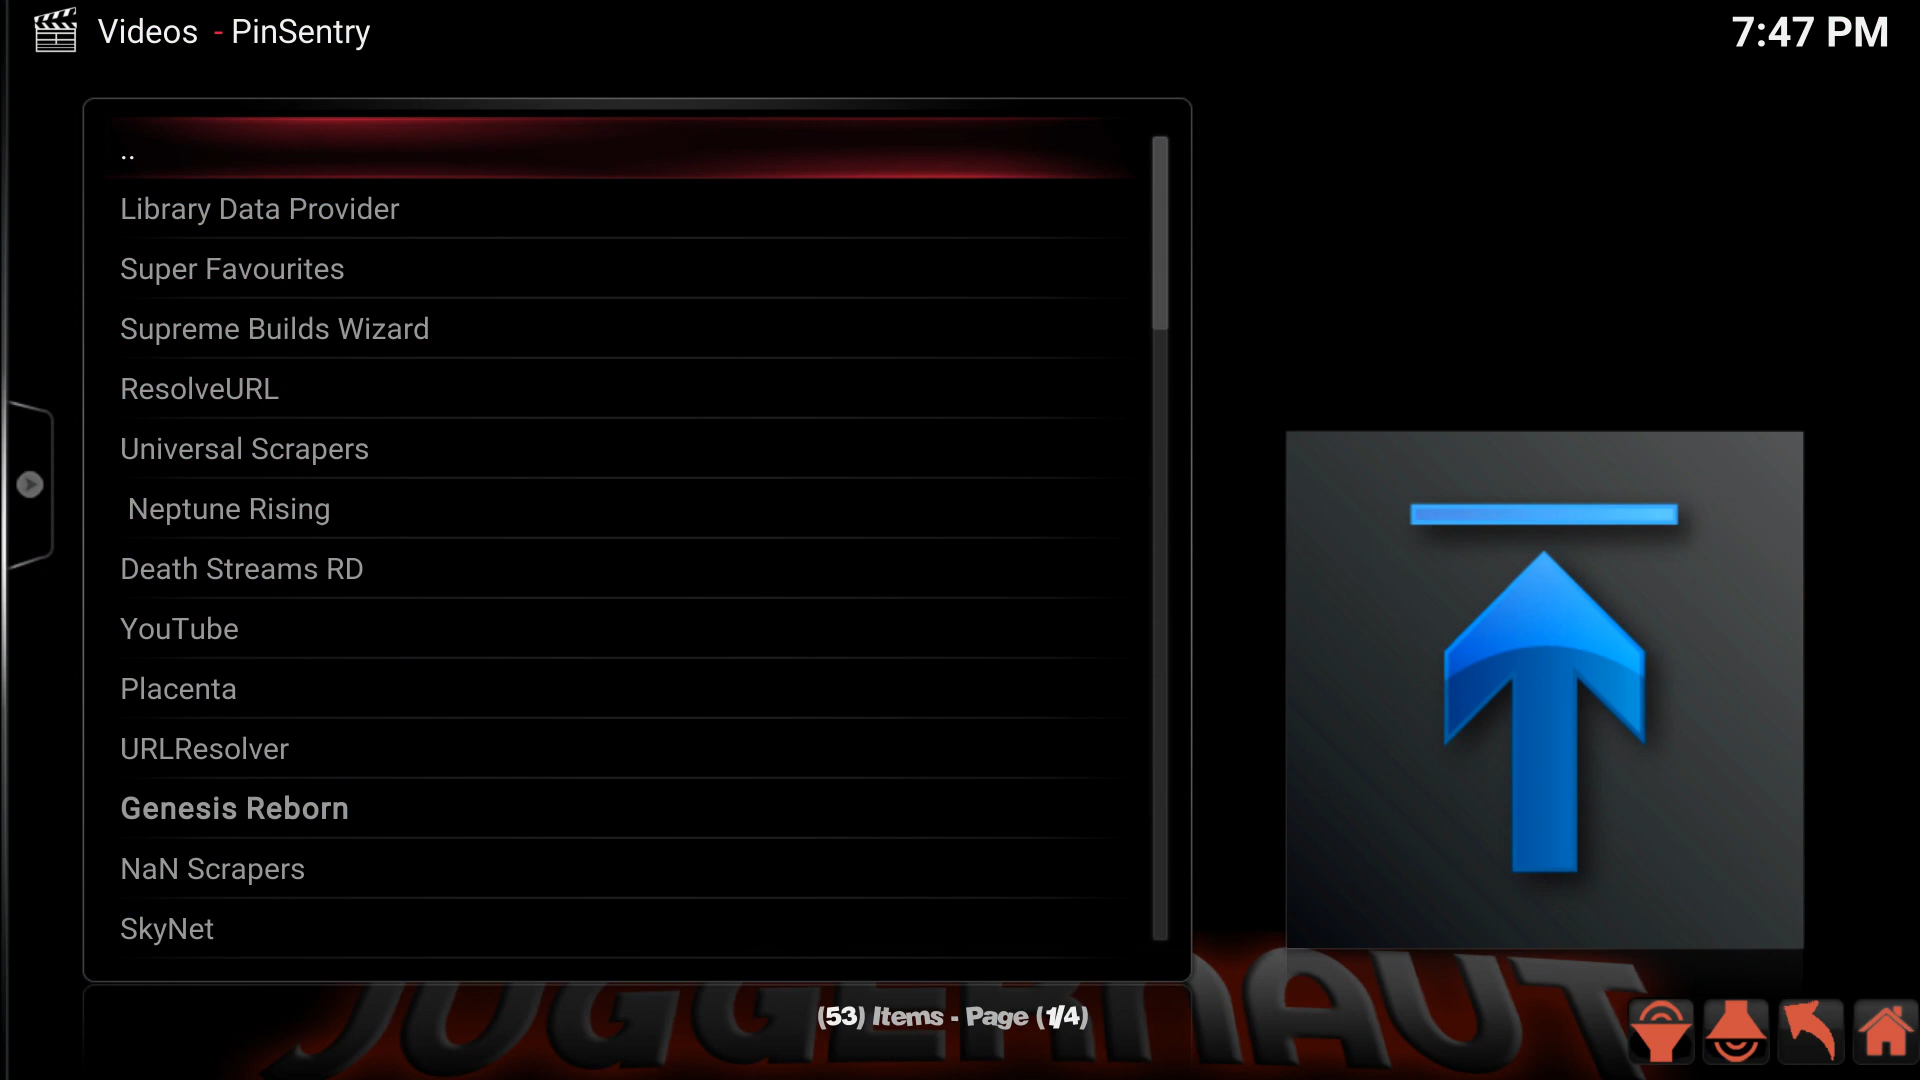 Videos - PinSentry
7:47 PM
..
Library Data Provider
Super Favourites
Supreme Builds Wizard
ResolveURL
Universal Scrapers
Neptune Rising
Death Streams RD
YouTube
Placenta
URLResolver
Genesis Reborn
NaN Scrapers
SkyNet
JUGGERNAUT
(53) Items - Page (1/4)